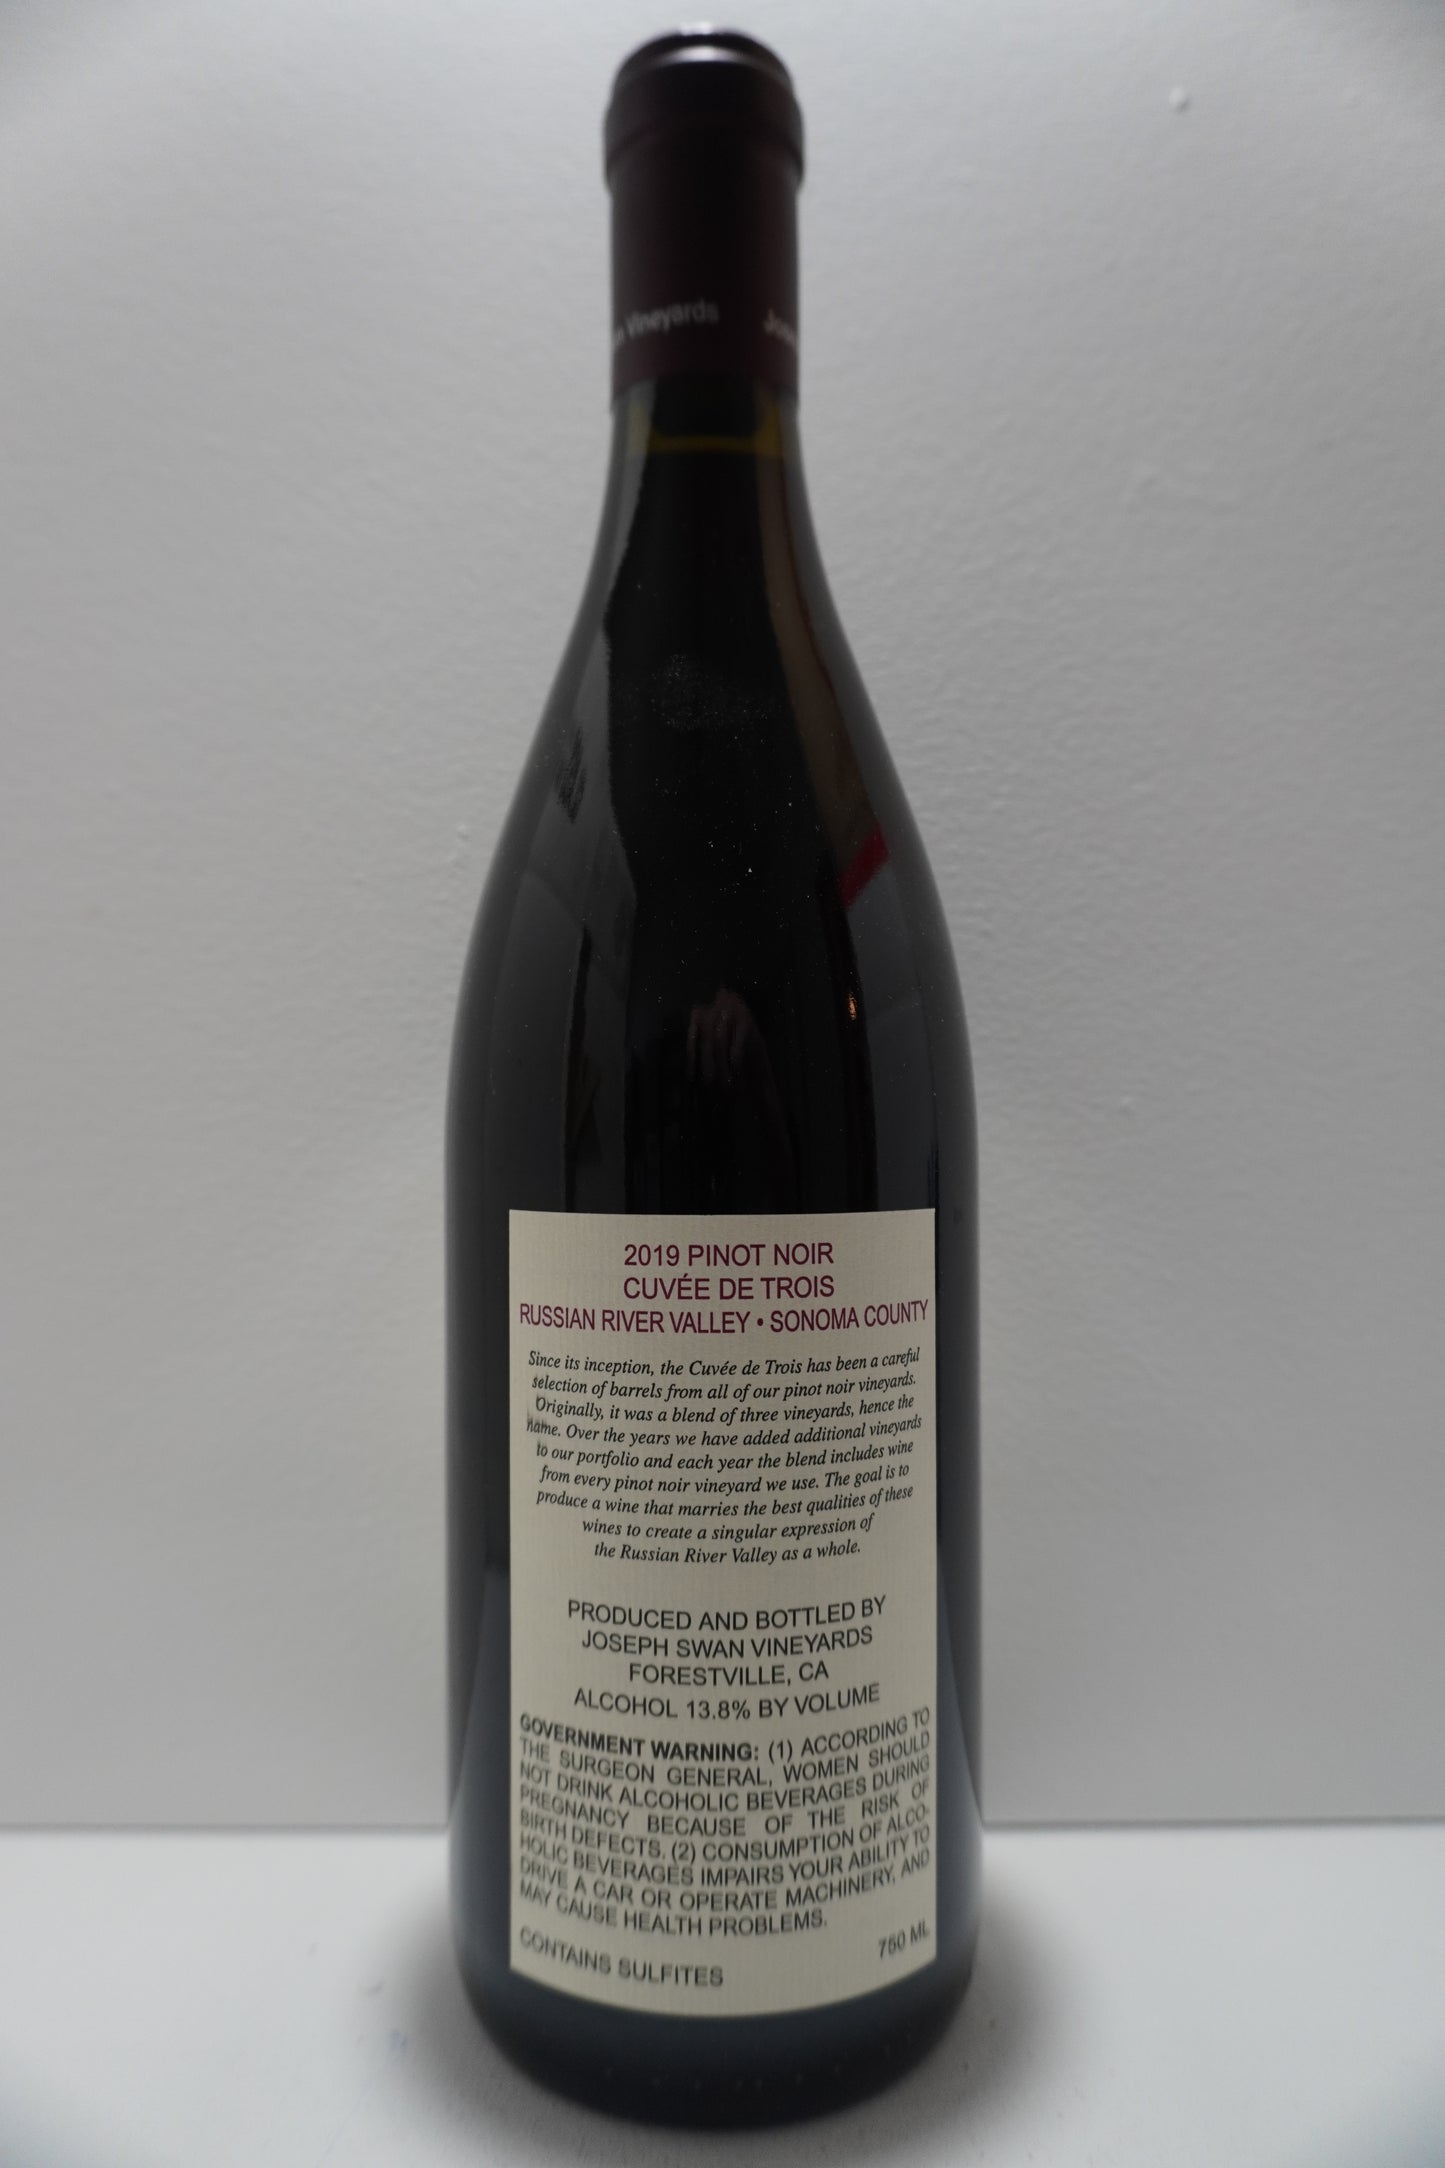 Vineyards
2019 PINOT NOIR
CUVÉE DE TROIS
RUSSIAN RIVER VALLEY • SONOMA COUNTY
Since its inception, the Cuvée de Trois has been a careful
selection of barrels from all of our pinot noir vineyards.
Originally, it was a blend of three vineyards, hence the
name. Over the years we have added additional vineyards
to our portfolio and each year the blend includes wine
from every pinot noir vineyard we use. The goal is to
produce a wine that marries the best qualities of these
wines to create a singular expression of
the Russian River Valley as a whole.
PRODUCED AND BOTTLED BY
JOSEPH SWAN VINEYARDS
FORESTVILLE, CA
ALCOHOL 13.8% BY VOLUME
GOVERNMENT WARNING: (1) ACCORDING TO
THE SURGEON GENERAL, WOMEN SHOULD
NOT DRINK ALCOHOLIC BEVERAGES DURING
PREGNANCY BECAUSE OF THE RISK OF
BIRTH DEFECTS. (2) CONSUMPTION OF ALCO-
HOLIC BEVERAGES IMPAIRS YOUR ABILITY TO
DRIVE A CAR OR OPERATE MACHINERY, AND
MAY CAUSE HEALTH PROBLEMS.
CONTAINS SULFITES 750 ML